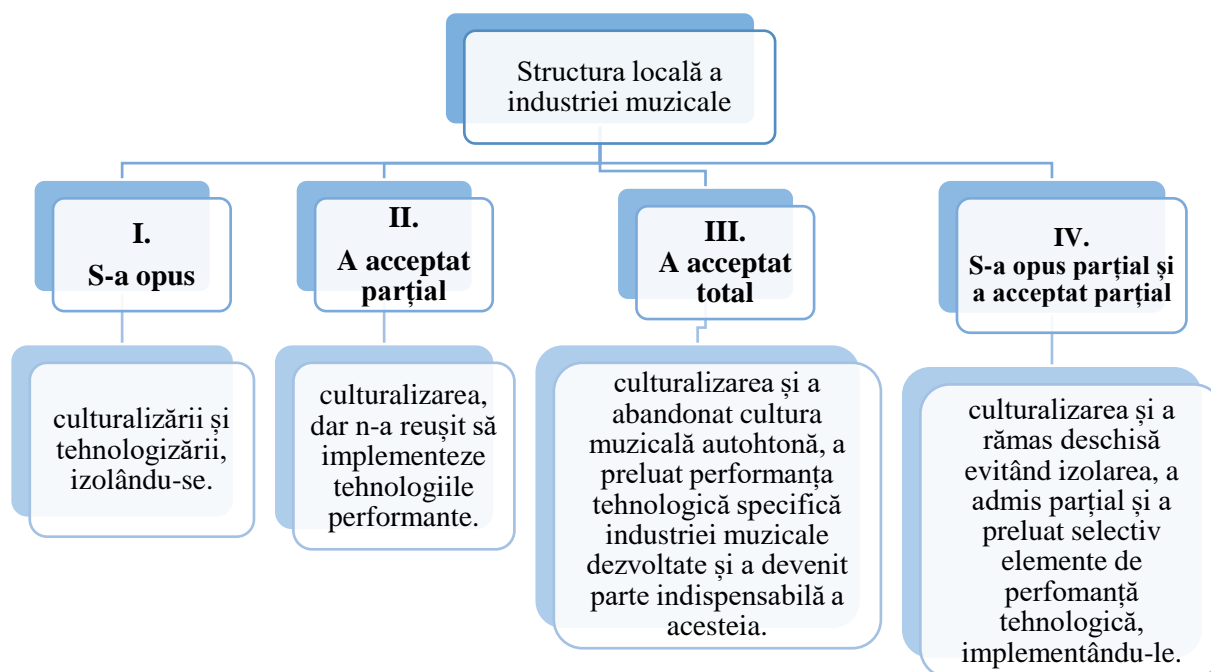 Structura locală a
industriei muzicale
I.
S-a opus
II.
A acceptat
parțial
III.
A acceptat
total
IV.
S-a opus parțial și
a acceptat parțial
culturalizării și
tehnologizării,
izolându-se.
culturalizarea,
dar n-a reușit să
implementeze
tehnologiile
performante.
culturalizarea și a
abandonat cultura
muzicală autohtonă, a
preluat performanța
tehnologică specifică
industriei muzicale
dezvoltate și a devenit
parte indispensabilă a
acesteia.
culturalizarea și a
rămas deschisă
evitând izolarea, a
admis parțial și a
preluat selectiv
elemente de
perfomanță
tehnologică,
implementându-le.